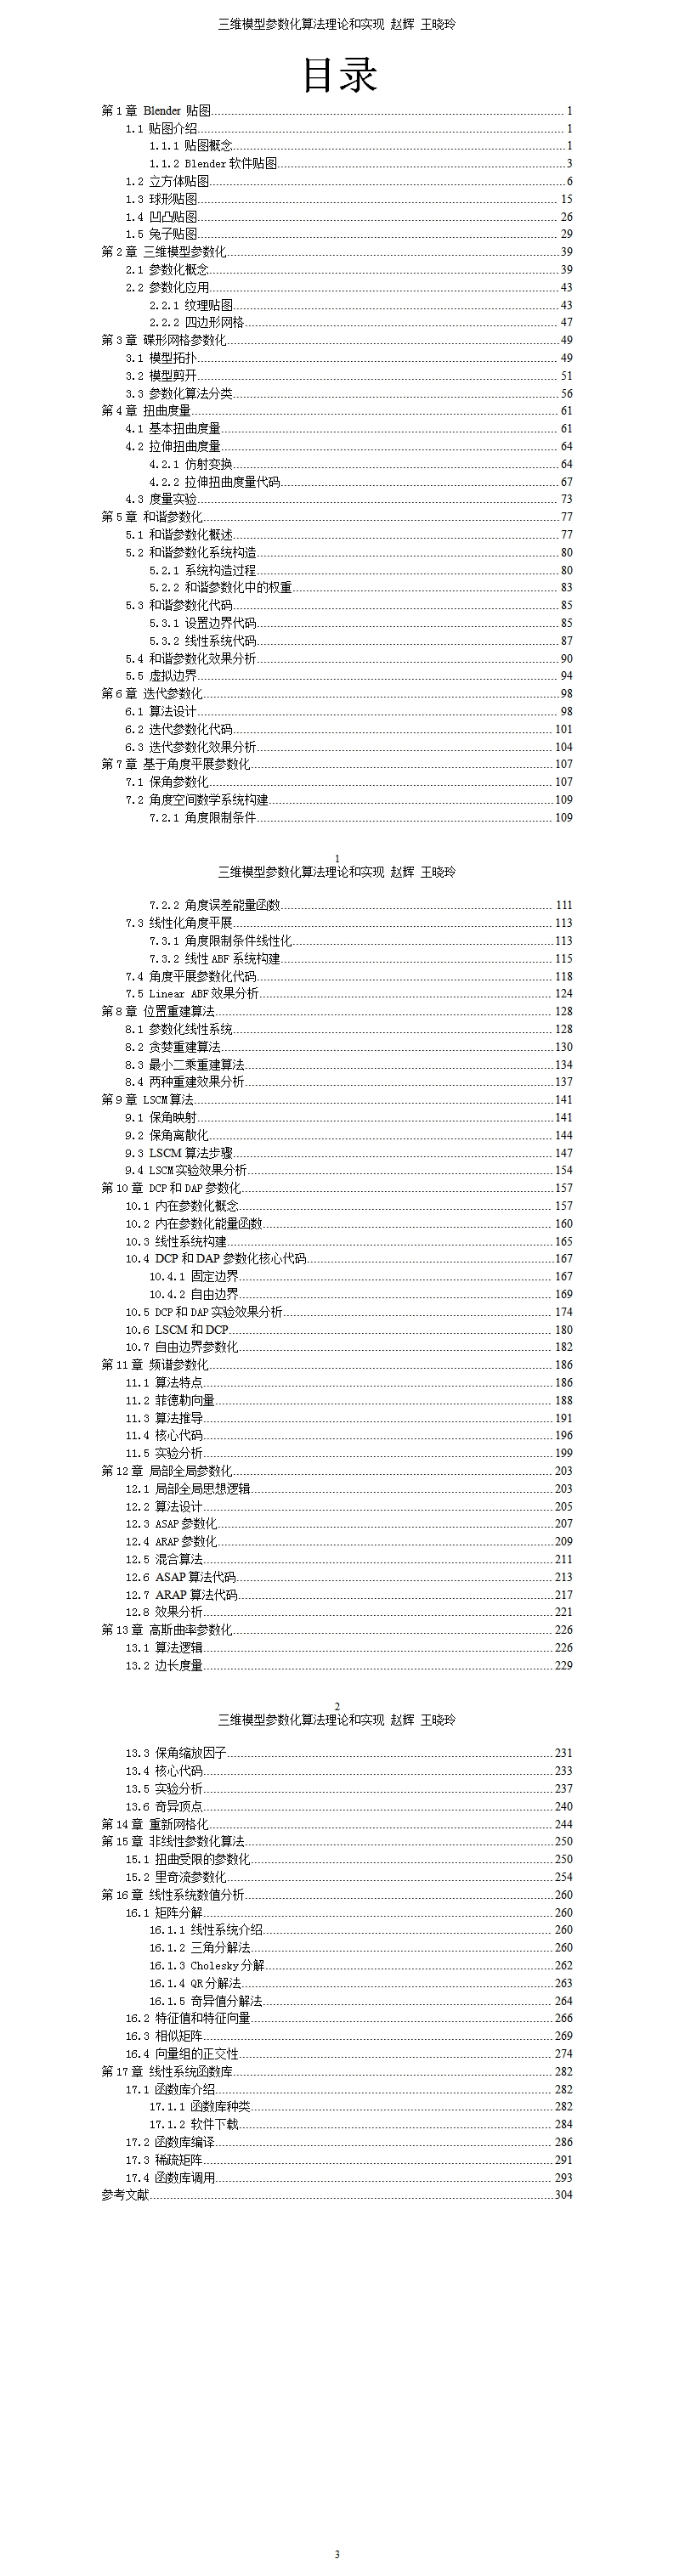 三维模型参数化算法理论和实现 赵辉 王晓玲
目录
第 1 章 Blender 贴图 1
1.1 贴图介绍 1
1.1.1 贴图概念 1
1.1.2 Blender 软件贴图 3
1.2 立方体贴图 6
1.3 球形贴图 15
1.4 凹凸贴图 26
1.5 兔子贴图 29
第 2 章 三维模型参数化 39
2.1 参数化概念 39
2.2 参数化应用 43
2.2.1 纹理贴图 43
2.2.2 四边形网格 47
第 3 章 碟形网格参数化 49
3.1 模型拓扑 49
3.2 模型剪开 51
3.3 参数化算法分类 56
第 4 章 扭曲度量 61
4.1 基本扭曲度量 61
4.2 拉伸扭曲度量 64
4.2.1 仿射变换 64
4.2.2 拉伸扭曲度量代码 67
4.3 度量实验 73
第 5 章 和谐参数化 77
5.1 和谐参数化概述 77
5.2 和谐参数化系统构造 80
5.2.1 系统构造过程 80
5.2.2 和谐参数化中的权重 83
5.3 和谐参数化代码 85
5.3.1 设置边界代码 85
5.3.2 线性系统代码 87
5.4 和谐参数化效果分析 90
5.5 虚拟边界 94
第 6 章 迭代参数化 98
6.1 算法设计 98
6.2 迭代参数化代码 101
6.3 迭代参数化效果分析 104
第 7 章 基于角度平展参数化 107
7.1 保角参数化 107
7.2 角度空间数学系统构建 109
7.2.1 角度限制条件 109
1
三维模型参数化算法理论和实现 赵辉 王晓玲
7.2.2 角度误差能量函数 111
7.3 线性化角度平展 113
7.3.1 角度限制条件线性化 113
7.3.2 线性 ABF 系统构建 115
7.4 角度平展参数化代码 118
7.5 Linear ABF 效果分析 124
第 8 章 位置重建算法 128
8.1 参数化线性系统 128
8.2 贪婪重建算法 130
8.3 最小二乘重建算法 134
8.4 两种重建效果分析 137
第 9 章 LSCM 算法 141
9.1 保角映射 141
9.2 保角离散化 144
9.3 LSCM 算法步骤 147
9.4 LSCM 实验效果分析 154
第 10 章 DCP 和 DAP 参数化 157
10.1 内在参数化概念 157
10.2 内在参数化能量函数 160
10.3 线性系统构建 165
10.4 DCP 和 DAP 参数化核心代码 167
10.4.1 固定边界 167
10.4.2 自由边界 169
10.5 DCP 和 DAP 实验效果分析 174
10.6 LSCM 和 DCP 180
10.7 自由边界参数化 182
第 11 章 频谱参数化 186
11.1 算法特点 186
11.2 菲德勒向量 188
11.3 算法推导 191
11.4 核心代码 196
11.5 实验分析 199
第 12 章 局部全局参数化 203
12.1 局部全局思想逻辑 203
12.2 算法设计 205
12.3 ASAP 参数化 207
12.4 ARAP 参数化 209
12.5 混合算法 211
12.6 ASAP 算法代码 213
12.7 ARAP 算法代码 217
12.8 效果分析 221
第 13 章 高斯曲率参数化 226
13.1 算法逻辑 226
13.2 边长度量 229
2
三维模型参数化算法理论和实现 赵辉 王晓玲
13.3 保角缩放因子 231
13.4 核心代码 233
13.5 实验分析 237
13.6 奇异顶点 240
第 14 章 重新网格化 244
第 15 章 非线性参数化算法 250
15.1 扭曲受限的参数化 250
15.2 里奇流参数化 254
第 16 章 线性系统数值分析 260
16.1 矩阵分解 260
16.1.1 线性系统介绍 260
16.1.2 三角分解法 260
16.1.3 Cholesky 分解 262
16.1.4 QR 分解法 263
16.1.5 奇异值分解法 264
16.2 特征值和特征向量 266
16.3 相似矩阵 269
16.4 向量组的正交性 274
第 17 章 线性系统函数库 282
17.1 函数库介绍 282
17.1.1 函数库种类 282
17.1.2 软件下载 284
17.2 函数库编译 286
17.3 稀疏矩阵 291
17.4 函数库调用 293
参考文献 304
3